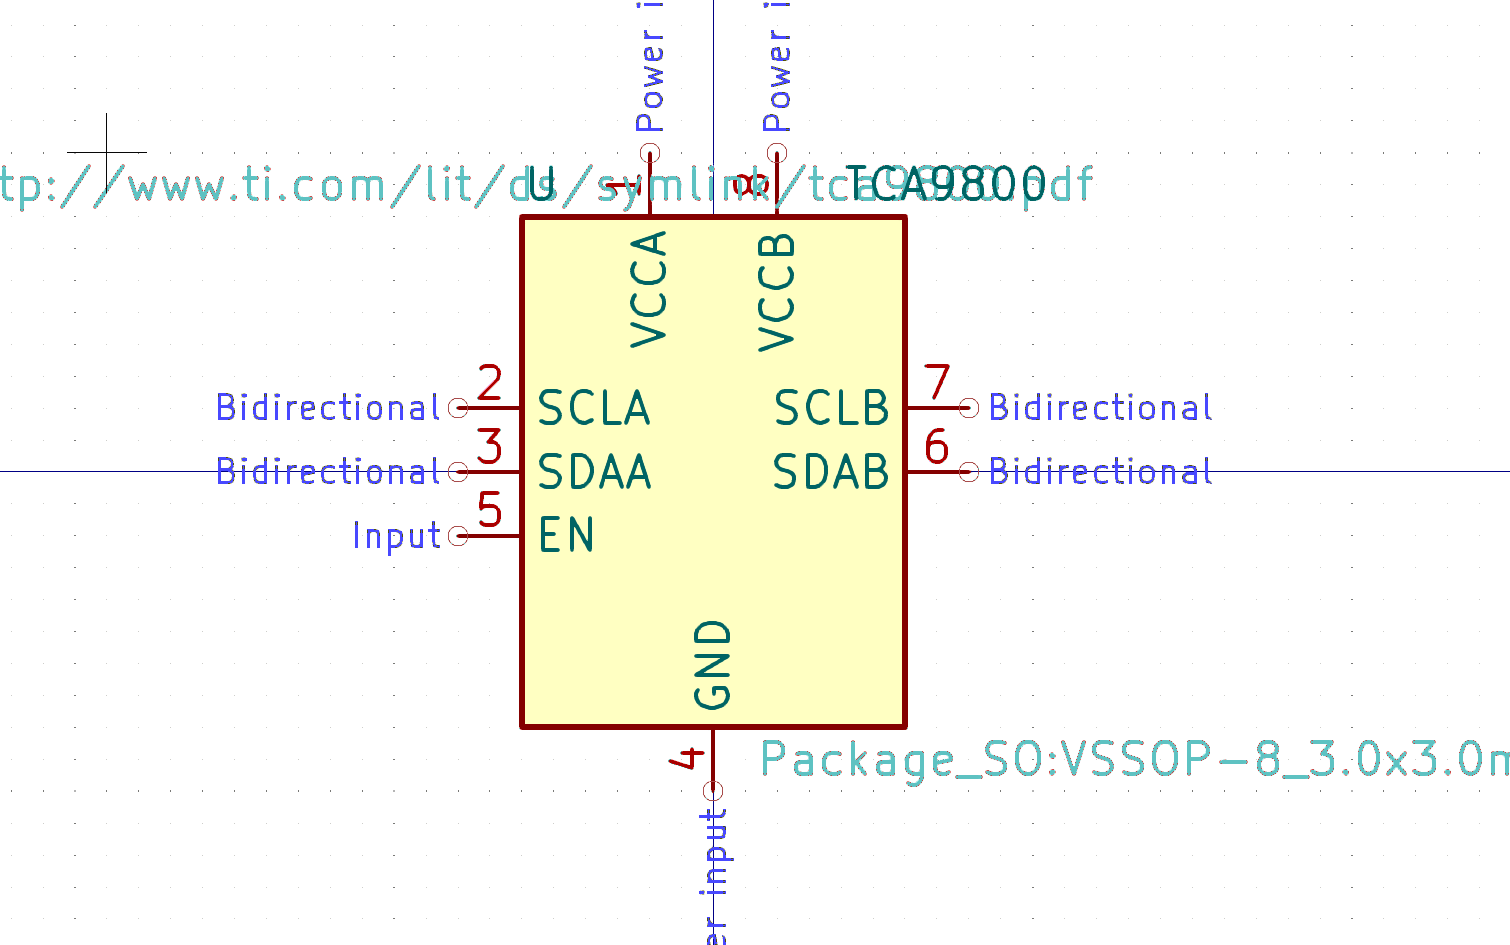 Power i
Power i
tp://www.ti.com/lit/ds/symlink/tca9800.pdf
U
1
8
TCA9800
VCCA
VCCB
2
7
Bidirectional
SCLA
SCLB
Bidirectional
3
6
Bidirectional
SDAA
SDAB
Bidirectional
5
Input
EN
GND
4
Package_SO:VSSOP-8_3.0x3.0m
er input